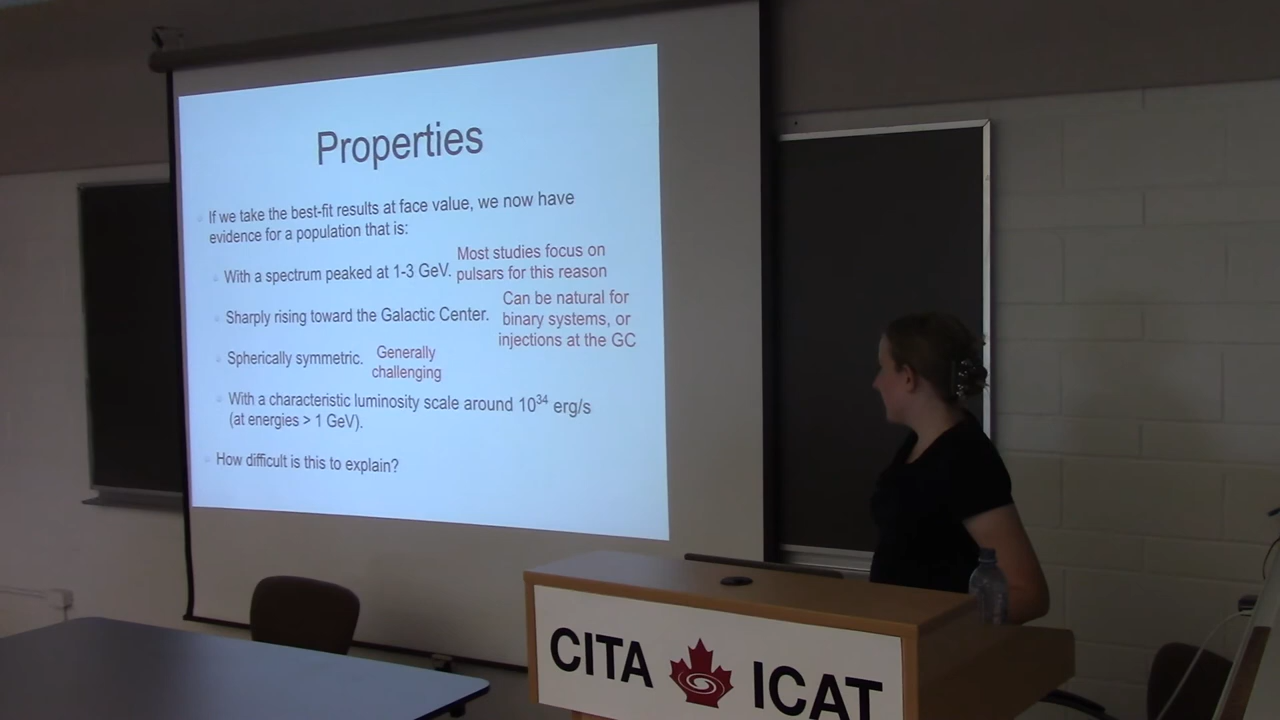 Properties
If we take the best-fit results at face value, we now have
evidence for a population that is:
With a spectrum peaked at 1-3 GeV.
Most studies focus on
pulsars for this reason
Sharply rising toward the Galactic Center.
Can be natural for
binary systems, or
injections at the GC
Spherically symmetric.
Generally
challenging
With a characteristic luminosity scale around 10³⁴ erg/s
(at energies > 1 GeV).
How difficult is this to explain?
CITA ICAT